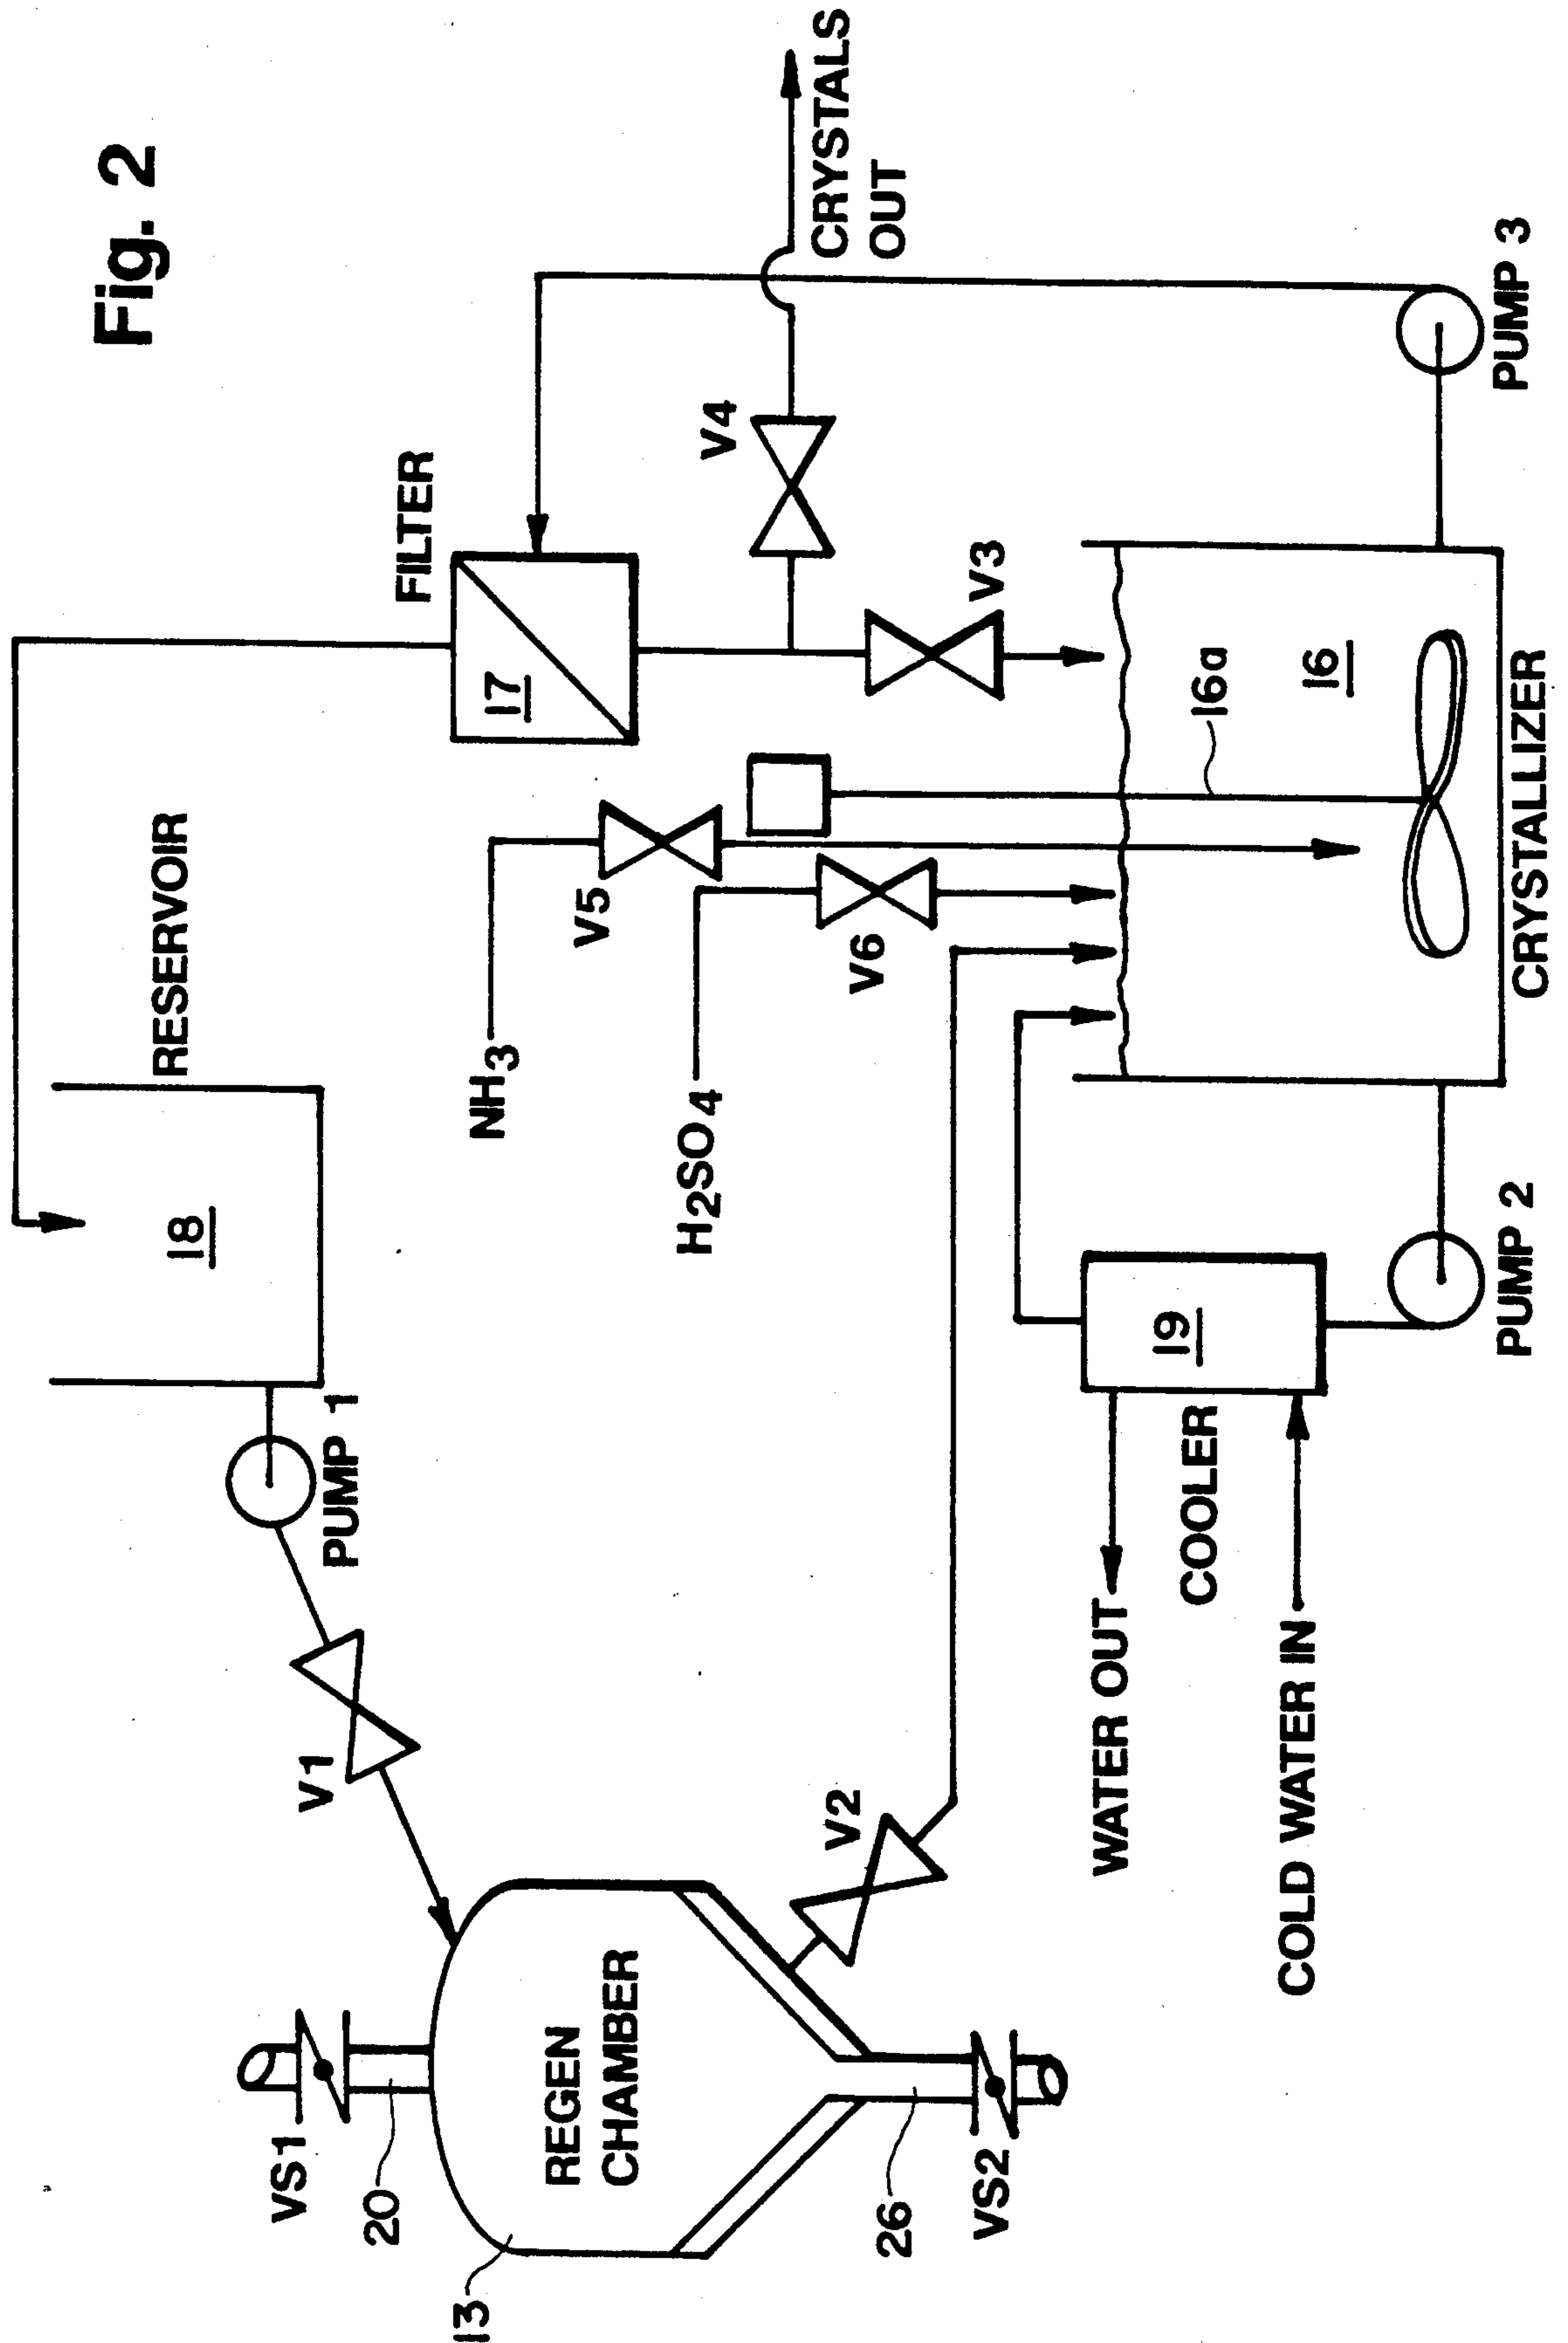 Fig. 2
RESERVOIR
18
PUMP 1
V1
VS1
20
13
REGEN
CHAMBER
26
VS2
V2
FILTER
17
V4
CRYSTALS
OUT
V3
NH3
V5
H2SO4
V6
16a
16
CRYSTALLIZER
19
COOLER
WATER OUT
COLD WATER IN
PUMP 2
PUMP 3